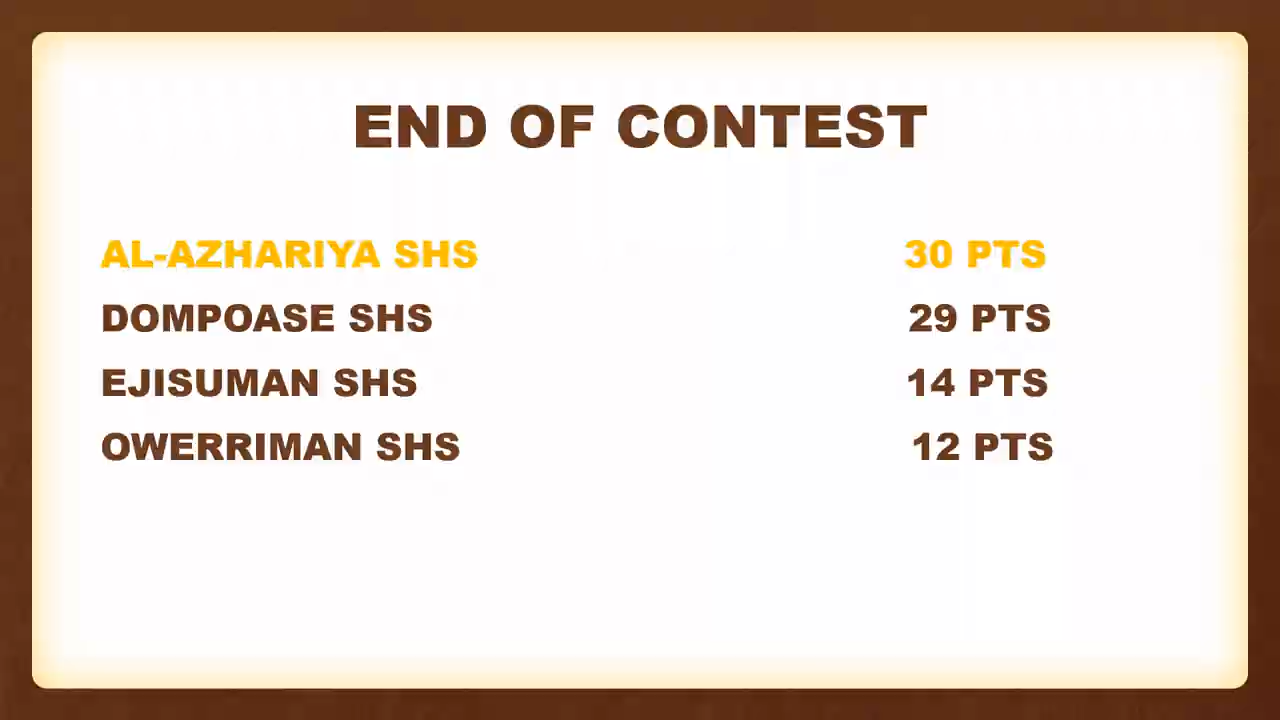 END OF CONTEST
AL-AZHARIYA SHS 30 PTS
DOMPOASE SHS 29 PTS
EJISUMAN SHS 14 PTS
OWERRIMAN SHS 12 PTS